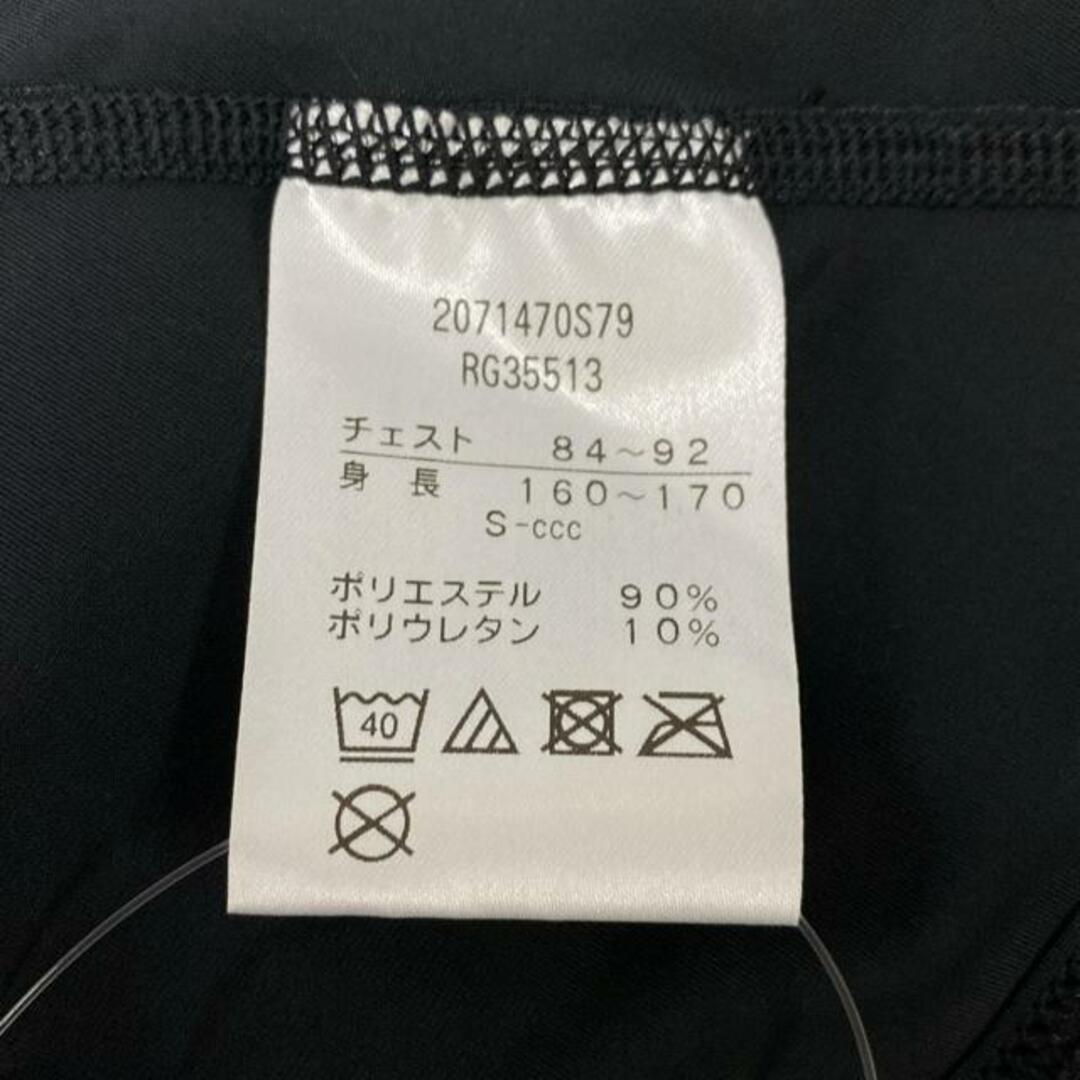 2071470S79
RG35513
チェスト 84～92
身長 160～170
S-ccc
ポリエステル 90%
ポリウレタン 10%
40